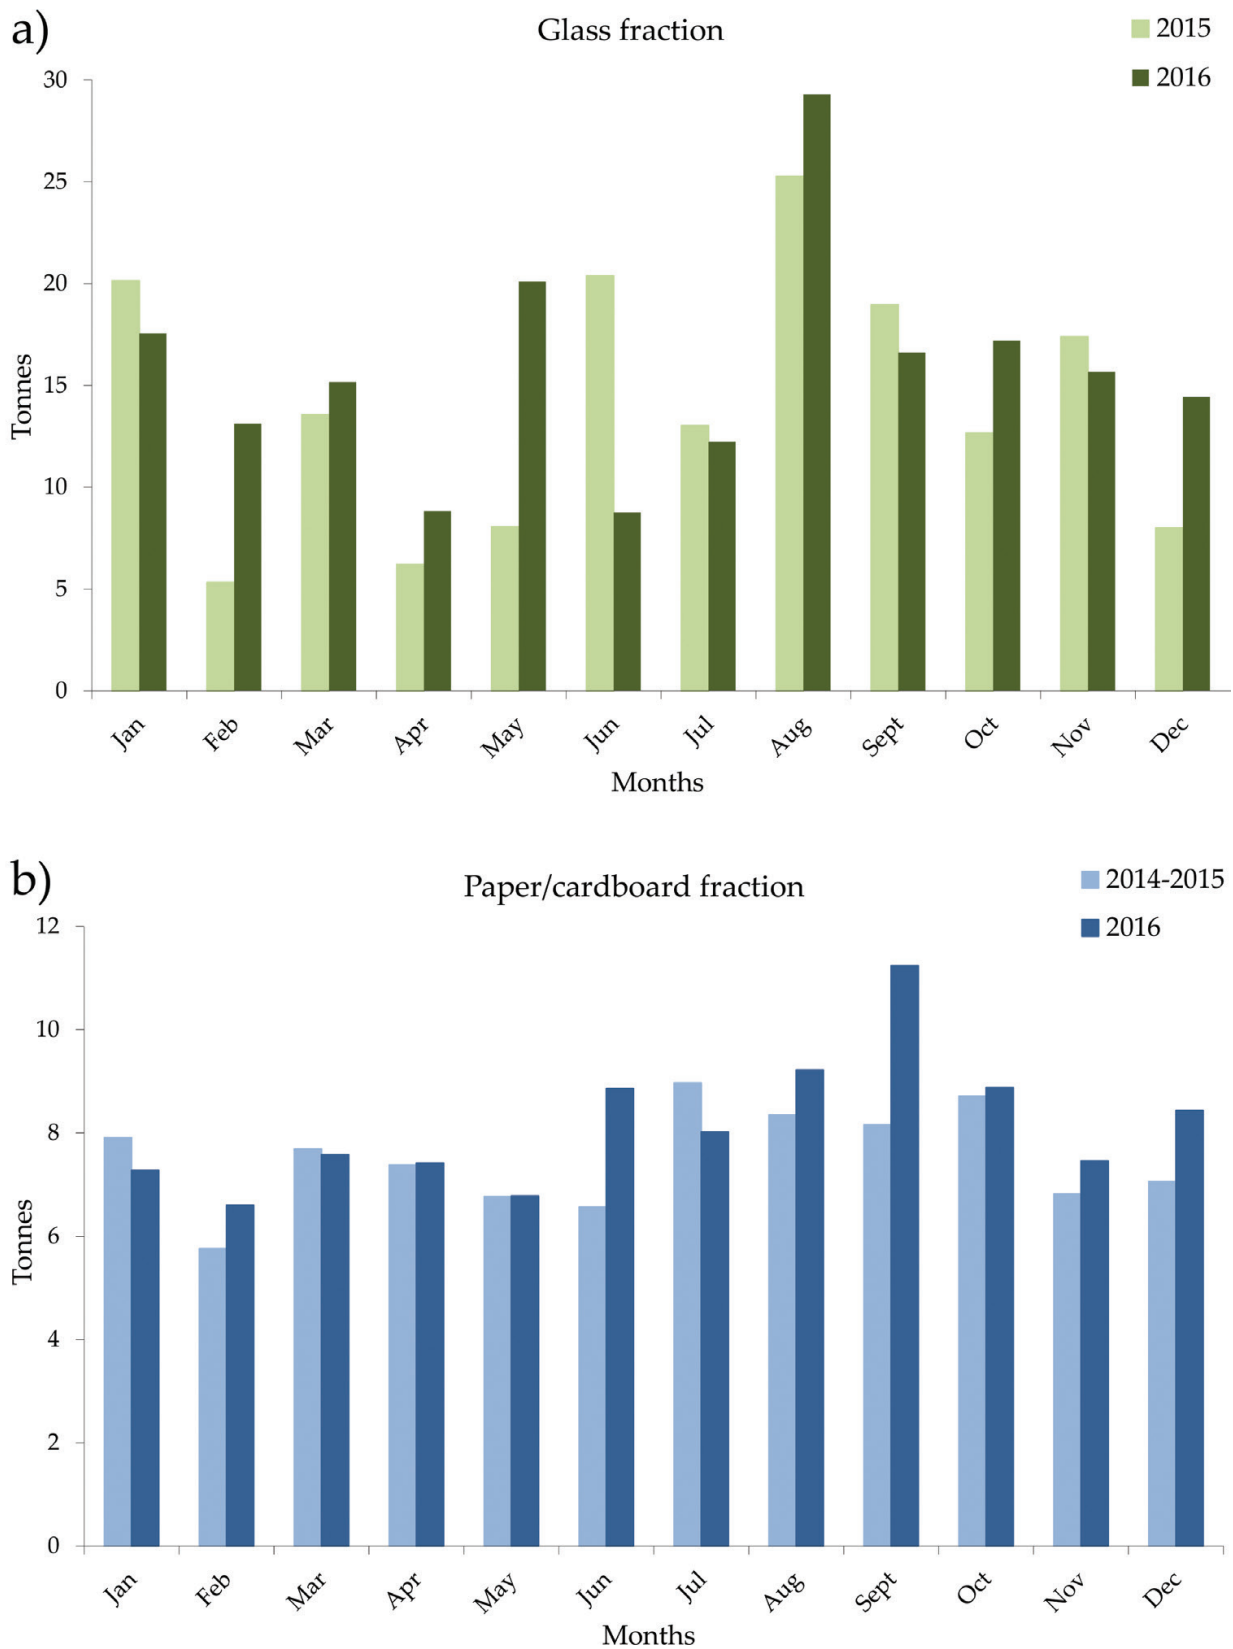 a)
Glass fraction
2015
2016
30
25
20
15
10
5
0
Tonnes
Jan Feb Mar Apr May Jun Jul Aug Sept Oct Nov Dec
Months
b)
Paper/cardboard fraction
2014-2015
2016
12
10
8
6
4
2
0
Tonnes
Jan Feb Mar Apr May Jun Jul Aug Sept Oct Nov Dec
Months